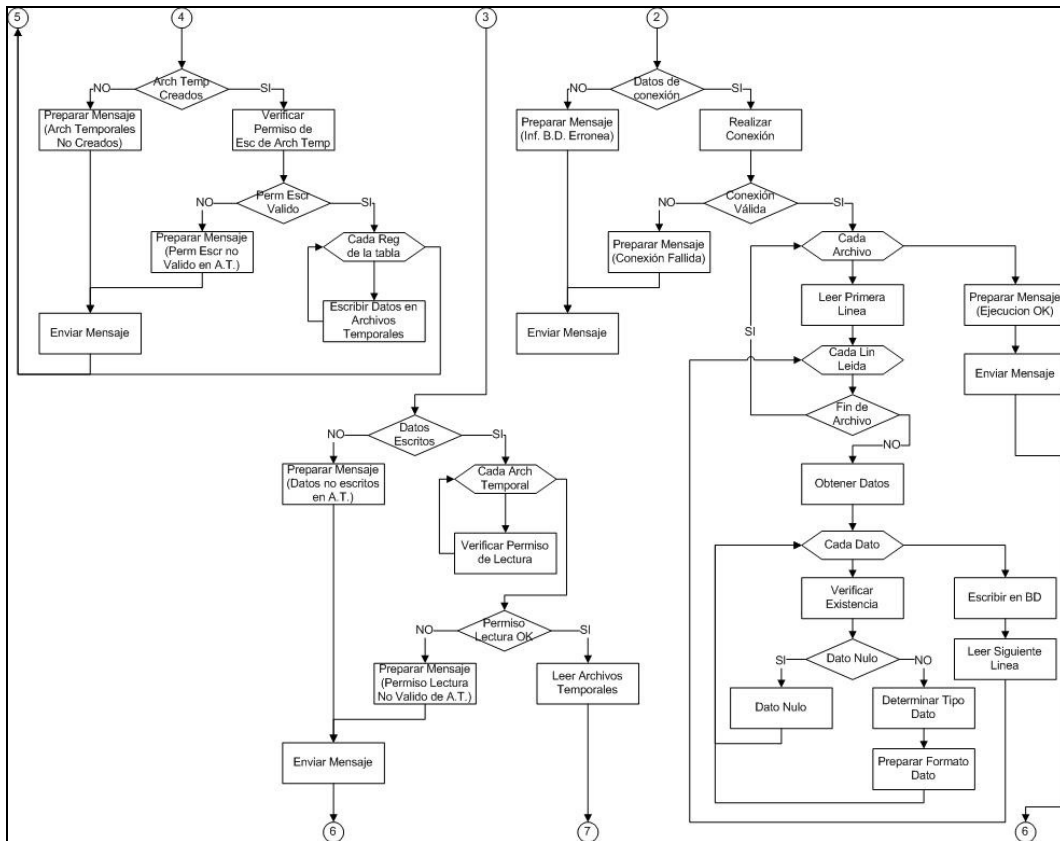 5
4
3
2
Arch Temp
Creados
NO
SI
Preparar Mensaje
(Arch Temporales
No Creados)
Verificar
Permiso de
Esc de Arch Temp
Perm Escr
Valido
NO
SI
Preparar Mensaje
(Perm Escr no
Valido en A.T.)
Cada Reg
de la tabla
Escribir Datos en
Archivos
Temporales
Enviar Mensaje
Datos de
conexión
NO
SI
Preparar Mensaje
(Inf. B.D. Erronea)
Realizar
Conexión
Conexión
Válida
NO
SI
Preparar Mensaje
(Conexión Fallida)
Enviar Mensaje
Cada
Archivo
Leer Primera
Linea
Preparar Mensaje
(Ejecucion OK)
Enviar Mensaje
SI
Cada Lin
Leida
Fin de
Archivo
NO
Obtener Datos
Cada Dato
Verificar
Existencia
Escribir en BD
Leer Siguiente
Linea
Dato Nulo
SI
NO
Dato Nulo
Determinar Tipo
Dato
Preparar Formato
Dato
Datos
Escritos
NO
SI
Preparar Mensaje
(Datos no escritos
en A.T.)
Cada Arch
Temporal
Verificar Permiso
de Lectura
Permiso
Lectura OK
NO
SI
Preparar Mensaje
(Permiso Lectura
No Valido de A.T.)
Leer Archivos
Temporales
Enviar Mensaje
6
7
6